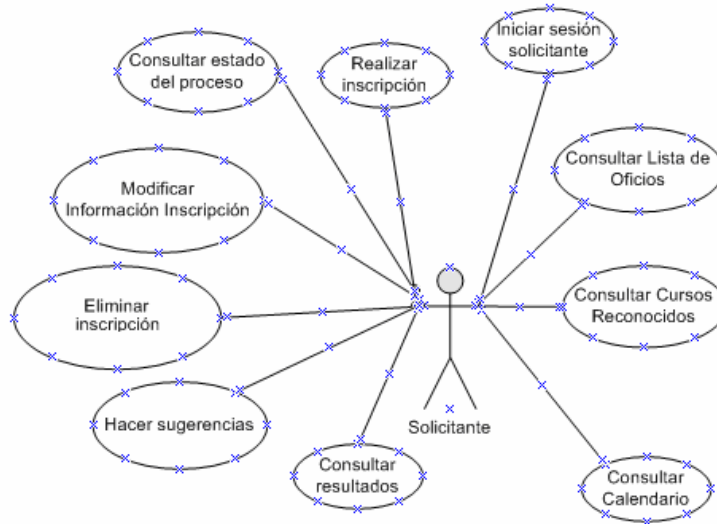 Iniciar sesión
solicitante
Consultar estado
del proceso
Realizar
inscripción
Consultar Lista de
Oficios
Modificar
Información Inscripción
Consultar Cursos
Reconocidos
Eliminar
inscripción
Hacer sugerencias
Solicitante
Consultar
resultados
Consultar
Calendario